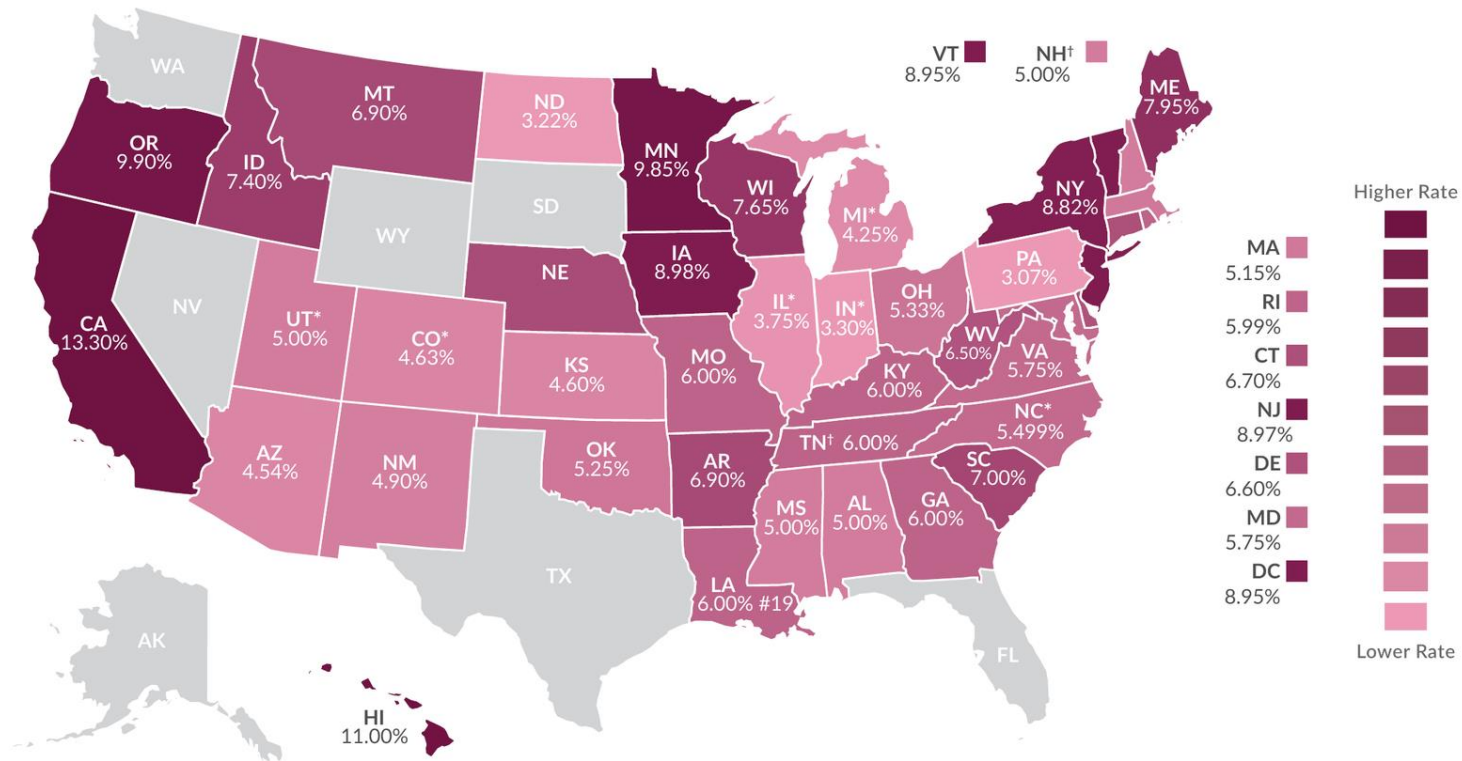 VT
8.95%
NH†
5.00%
WA
MT
6.90%
ND
3.22%
ME
7.95%
OR
9.90%
ID
7.40%
MN
9.85%
WI
7.65%
NY
8.82%
Higher Rate
SD
WY
MI*
4.25%
MA
5.15%
IA
8.98%
NE
PA
3.07%
NV
UT*
5.00%
CO*
4.63%
IL*
3.75%
IN*
3.30%
OH
5.33%
RI
5.99%
CA
13.30%
KS
4.60%
MO
6.00%
WV
6.50%
VA
5.75%
KY
6.00%
CT
6.70%
NC*
5.499%
NJ
8.97%
TN† 6.00%
AZ
4.54%
NM
4.90%
OK
5.25%
AR
6.90%
SC
7.00%
DE
6.60%
MS
5.00%
AL
5.00%
GA
6.00%
MD
5.75%
TX
LA
6.00% #19
DC
8.95%
AK
FL
Lower Rate
HI
11.00%